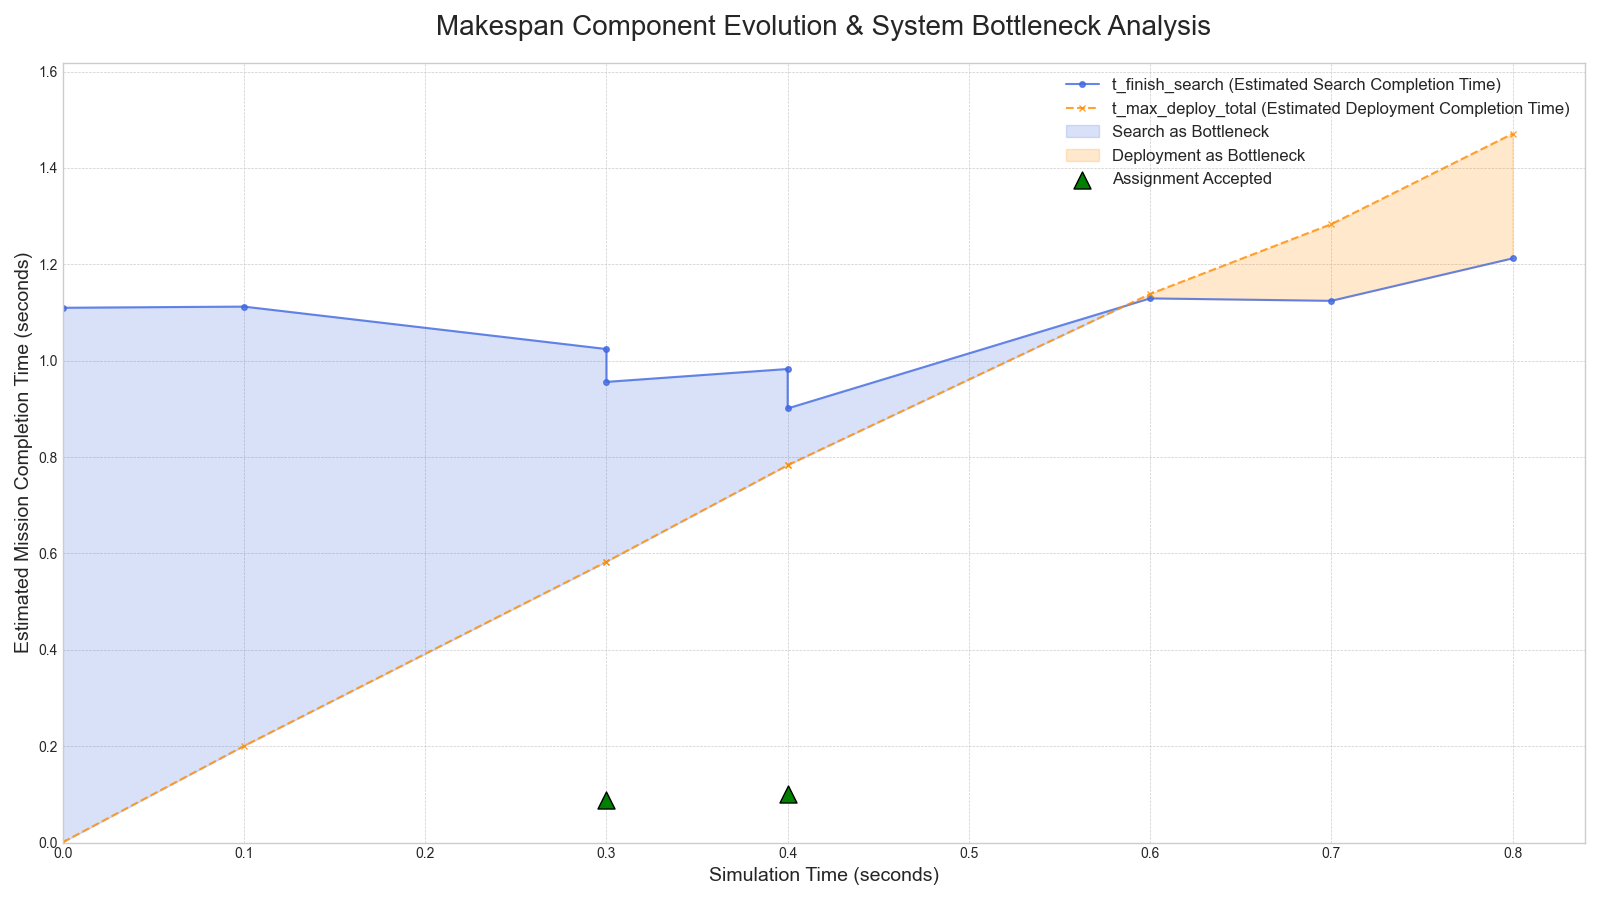 Makespan Component Evolution & System Bottleneck Analysis
t_finish_search (Estimated Search Completion Time)
t_max_deploy_total (Estimated Deployment Completion Time)
Search as Bottleneck
Deployment as Bottleneck
Assignment Accepted
Estimated Mission Completion Time (seconds)
1.6
1.4
1.2
1.0
0.8
0.6
0.4
0.2
0.0
0.0 0.1 0.2 0.3 0.4 0.5 0.6 0.7 0.8
Simulation Time (seconds)